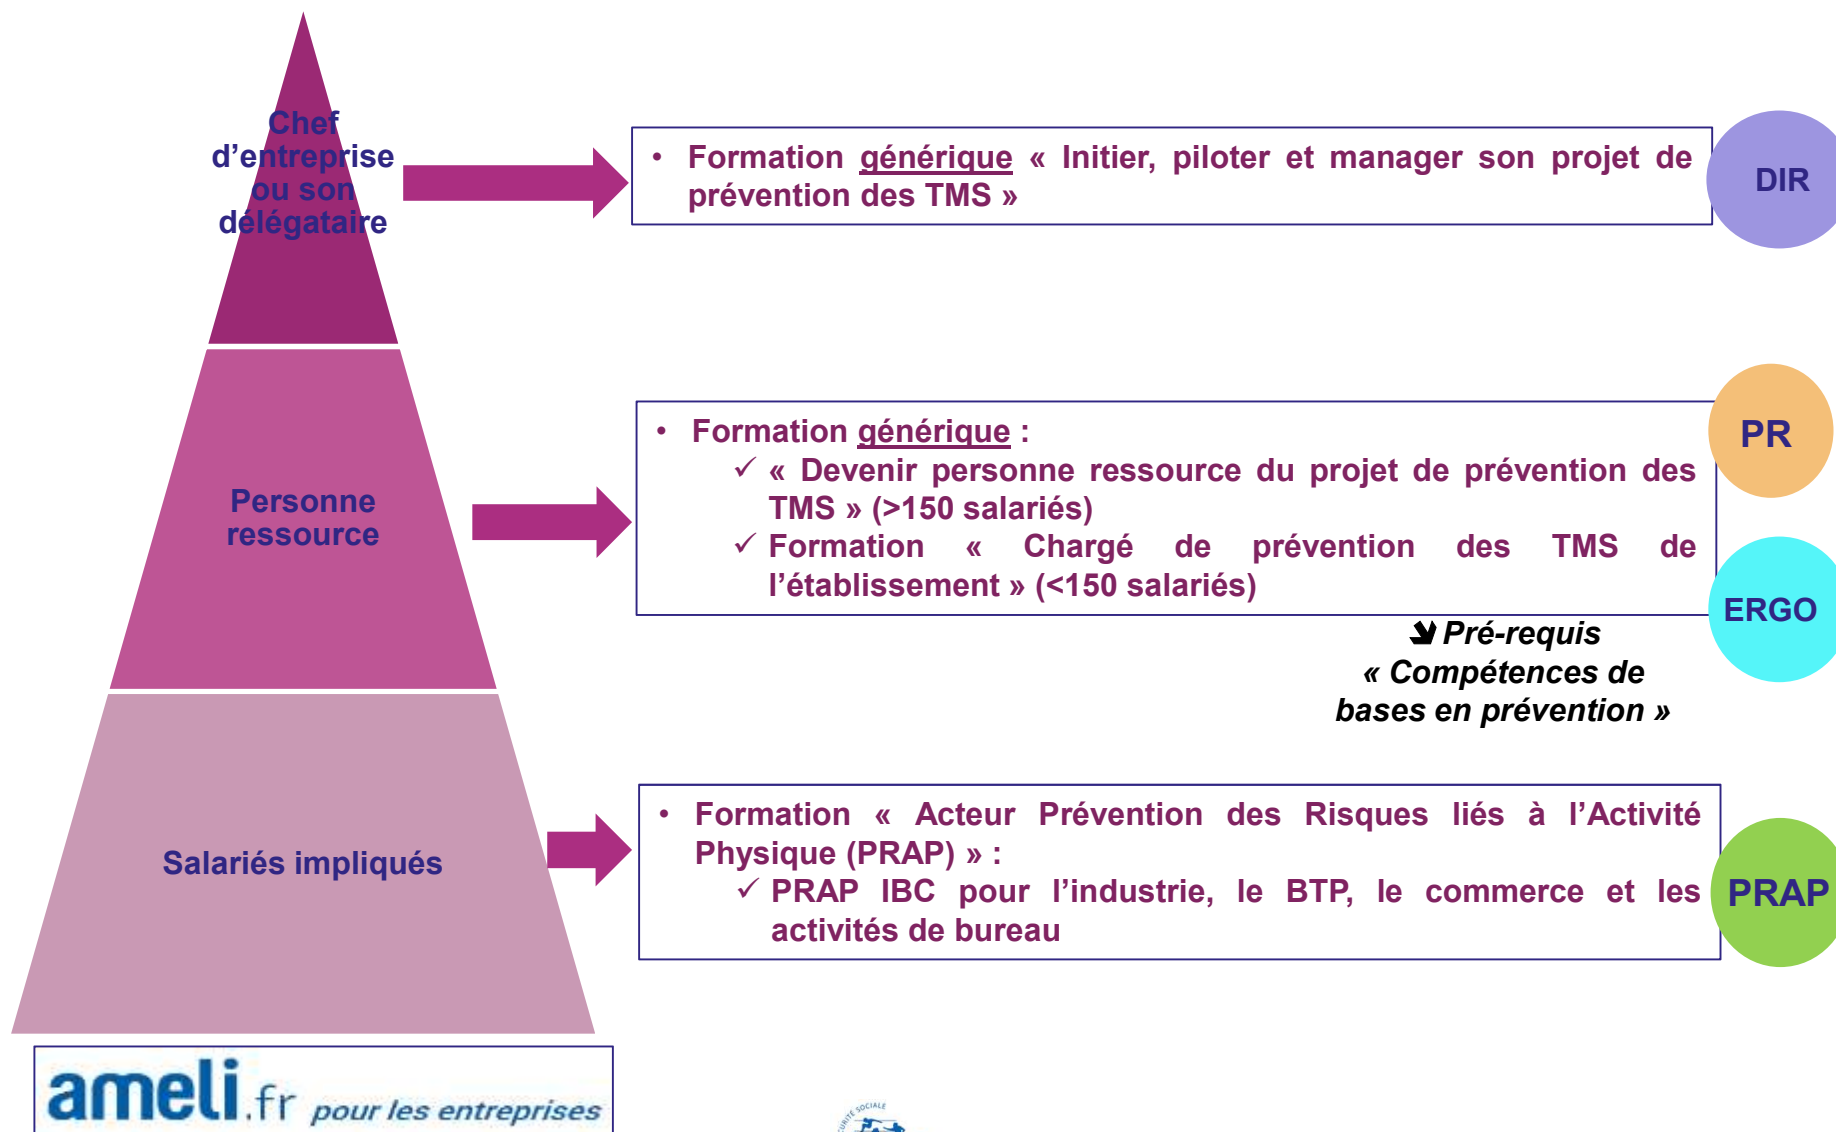 Chef
d’entreprise
ou son
délégataire
• Formation générique « Initier, piloter et manager son projet de
prévention des TMS »
DIR
Personne
ressource
• Formation générique :
✓ « Devenir personne ressource du projet de prévention des
TMS » (>150 salariés)
✓ Formation « Chargé de prévention des TMS de
l’établissement » (<150 salariés)
PR
ERGO
➘ Pré-requis
« Compétences de
bases en prévention »
Salariés impliqués
• Formation « Acteur Prévention des Risques liés à l’Activité
Physique (PRAP) » :
✓ PRAP IBC pour l’industrie, le BTP, le commerce et les
activités de bureau
PRAP
ameli.fr pour les entreprises
SOCIALE